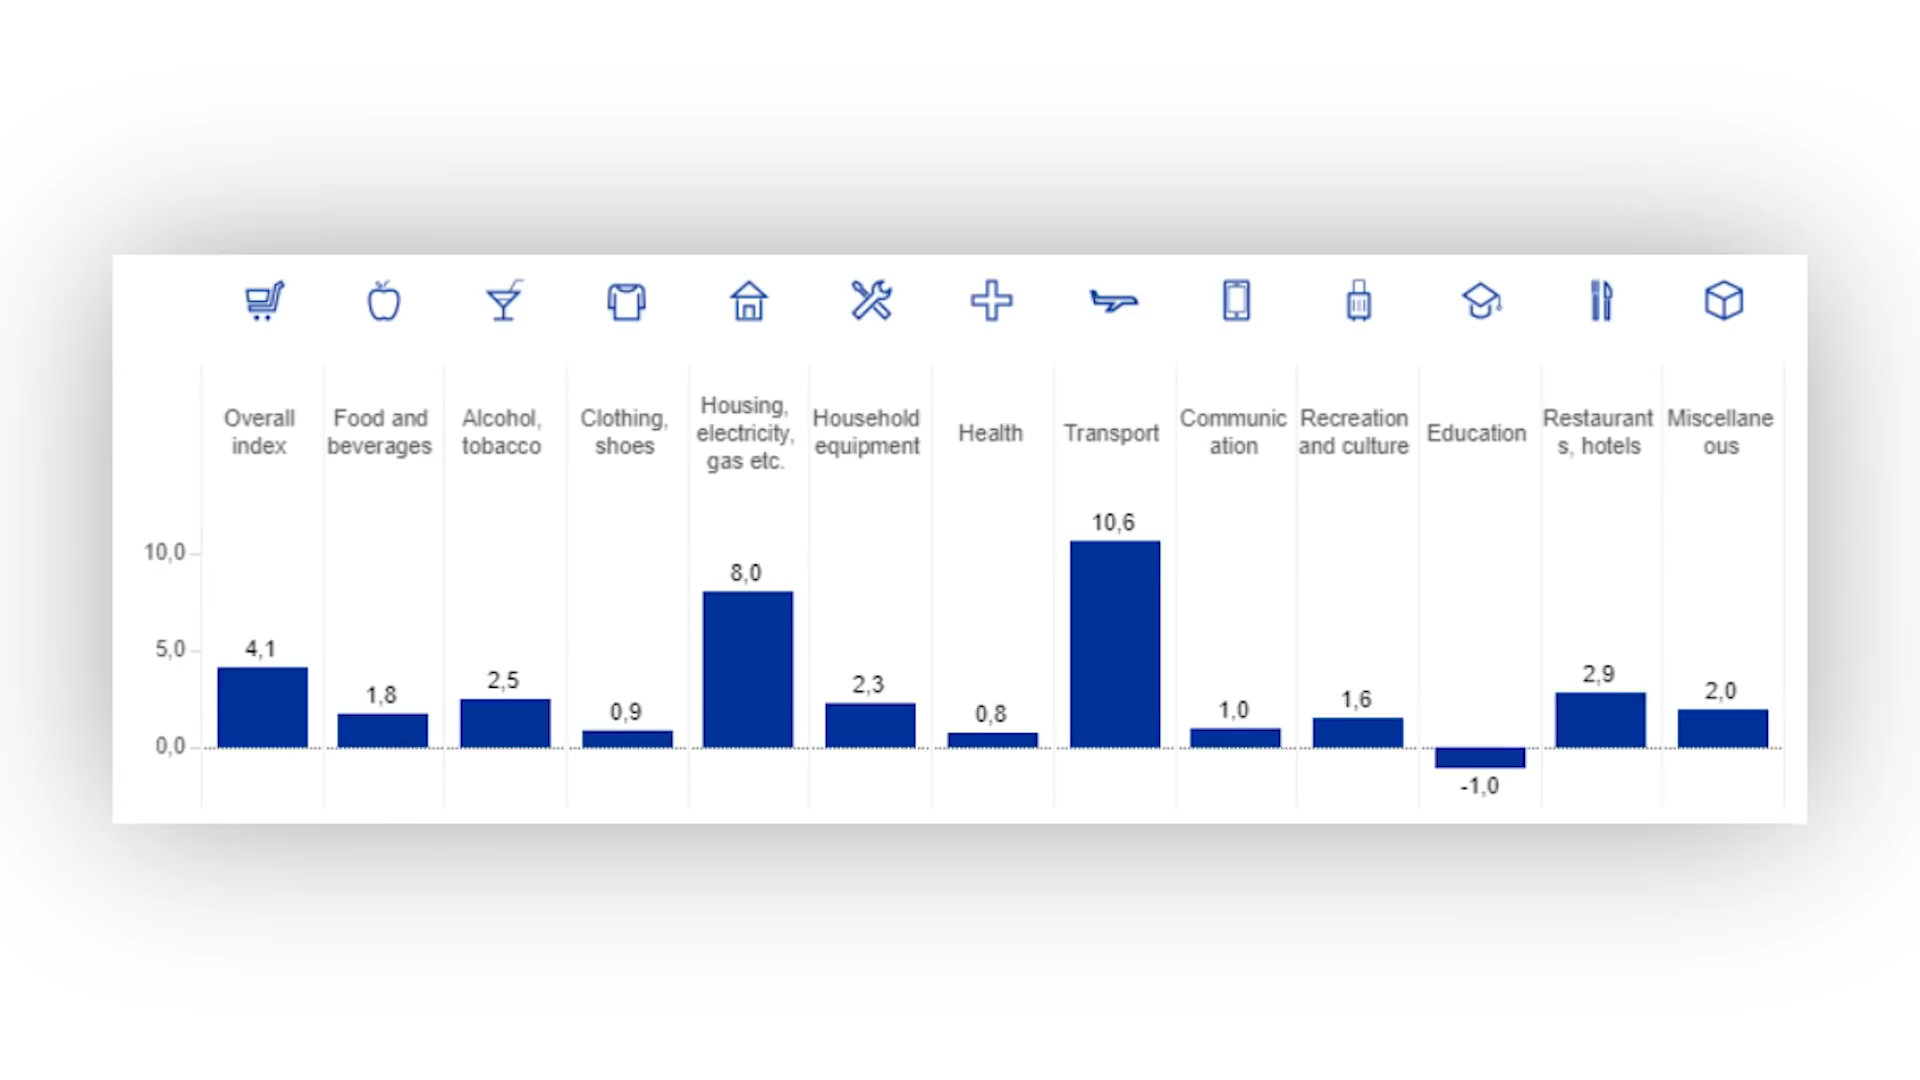 Overall
index
Food and
beverages
Alcohol,
tobacco
Clothing,
shoes
Housing,
electricity,
gas etc.
Household
equipment
Health
Transport
Communic
ation
Recreation
and culture
Education
Restaurant
s, hotels
Miscellane
ous
10,0
5,0
0,0
4,1
1,8
2,5
0,9
8,0
2,3
0,8
10,6
1,0
1,6
-1,0
2,9
2,0